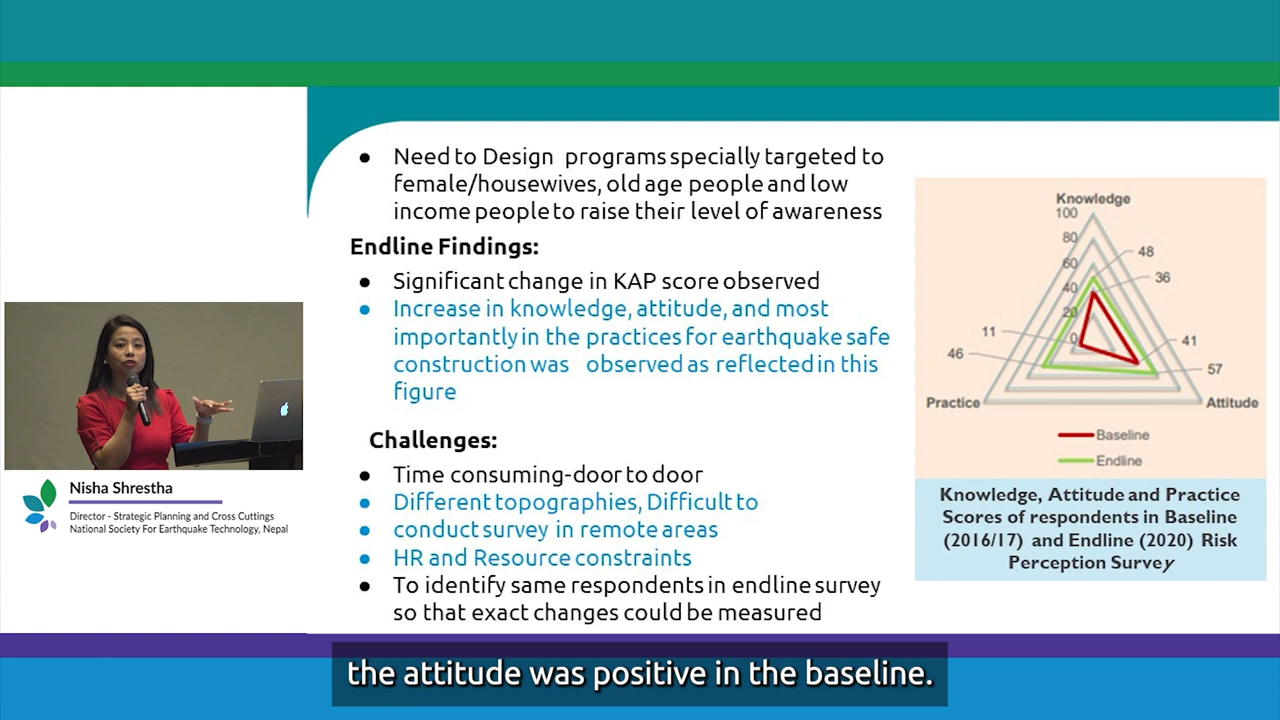 ● Need to Design programs specially targeted to
female/housewives, old age people and low
income people to raise their level of awareness
Endline Findings:
● Significant change in KAP score observed
● Increase in knowledge, attitude, and most
importantly in the practices for earthquake safe
construction was observed as reflected in this
figure
Challenges:
● Time consuming-door to door
● Different topographies, Difficult to
● conduct survey in remote areas
● HR and Resource constraints
● To identify same respondents in endline survey
so that exact changes could be measured
Knowledge
100
80
60
40
20
0
48
36
11
46
41
57
Practice
Attitude
Baseline
Endline
Knowledge, Attitude and Practice
Scores of respondents in Baseline
(2016/17) and Endline (2020) Risk
Perception Survey
Nisha Shrestha
Director - Strategic Planning and Cross Cuttings
National Society For Earthquake Technology, Nepal
the attitude was positive in the baseline.